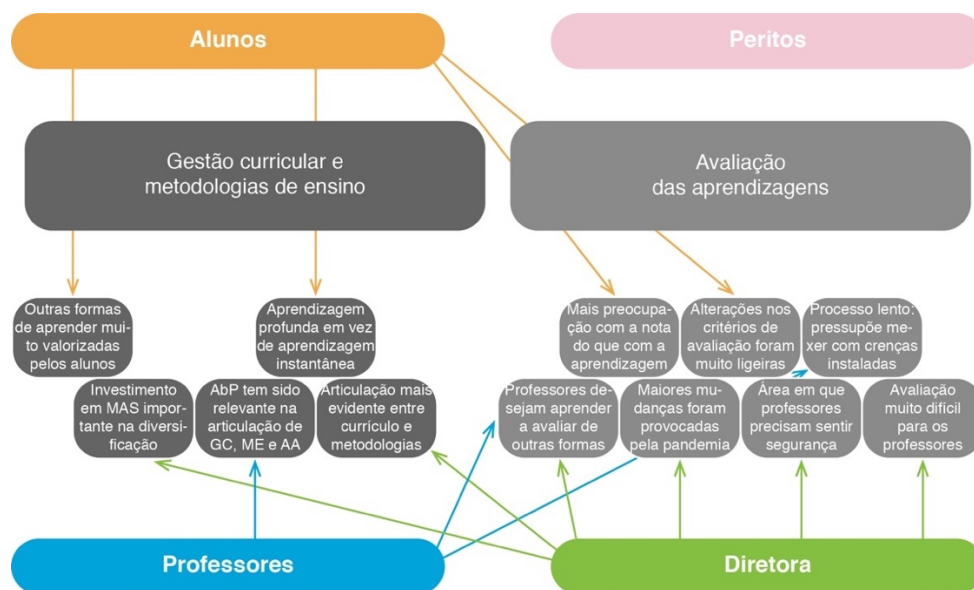 Alunos
Peritos
Gestão curricular e
metodologias de ensino
Avaliação
das aprendizagens
Outras formas
de aprender mui-
to valorizadas
pelos alunos
Aprendizagem
profunda em vez
de aprendizagem
instantânea
Mais preocupa-
ção com a nota
do que com a
aprendizagem
Alterações nos
critérios de
avaliação foram
muito ligeiras
Processo lento:
pressupõe me-
xer com crenças
instaladas
Investimento
em MAS impor-
tante na diversi-
ficação
AbP tem sido
relevante na
articulação de
GC, ME e AA
Articulação mais
evidente entre
currículo e
metodologias
Professores de-
sejam aprender
a avaliar de
outras formas
Maiores mu-
danças foram
provocadas
pela pandemia
Área em que
professores
precisam sentir
segurança
Avaliação
muito difícil
para os
professores
Professores
Diretora